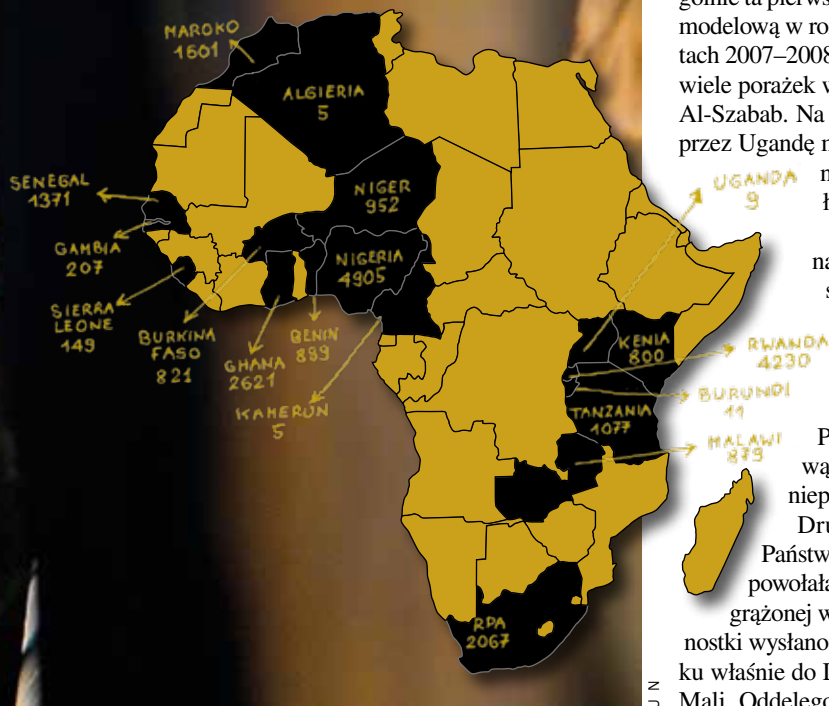 MAROKO
1601
ALGIERIA
5
SENEGAL
1371
NIGER
952
UGANDA
9
GAMBIA
207
NIGERIA
4905
SIERRA
LEONE
149
BURKINA
FASO
821
GHANA
2621
BENIN
889
KAMERUN
5
KENIA
800
RWANDA
4230
BURUNDI
11
TANZANIA
1077
MALAWI
879
RPA
2067
modelową w ro
tach 2007–2008
wiele porażek w
Al-Szabab. Na
przez Ugandę n
na
s
P
wą
niep
Dru
Państw
powołała
grążonej w
nostki wysłano
ku właśnie do I
Mali. Oddelego
U N